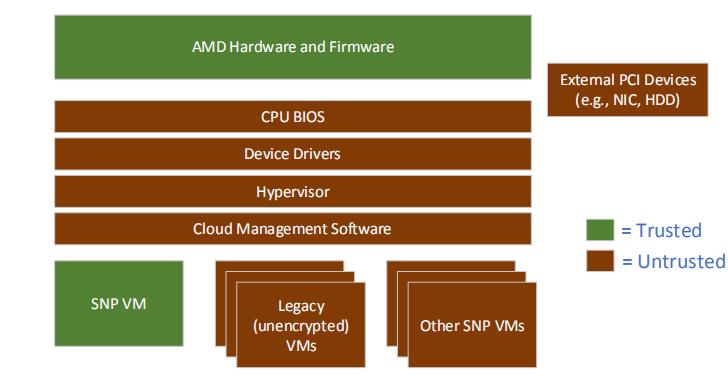 AMD Hardware and Firmware
External PCI Devices
(e.g., NIC, HDD)
CPU BIOS
Device Drivers
Hypervisor
Cloud Management Software
= Trusted
= Untrusted
SNP VM
Legacy
(unencrypted)
VMs
Other SNP VMs